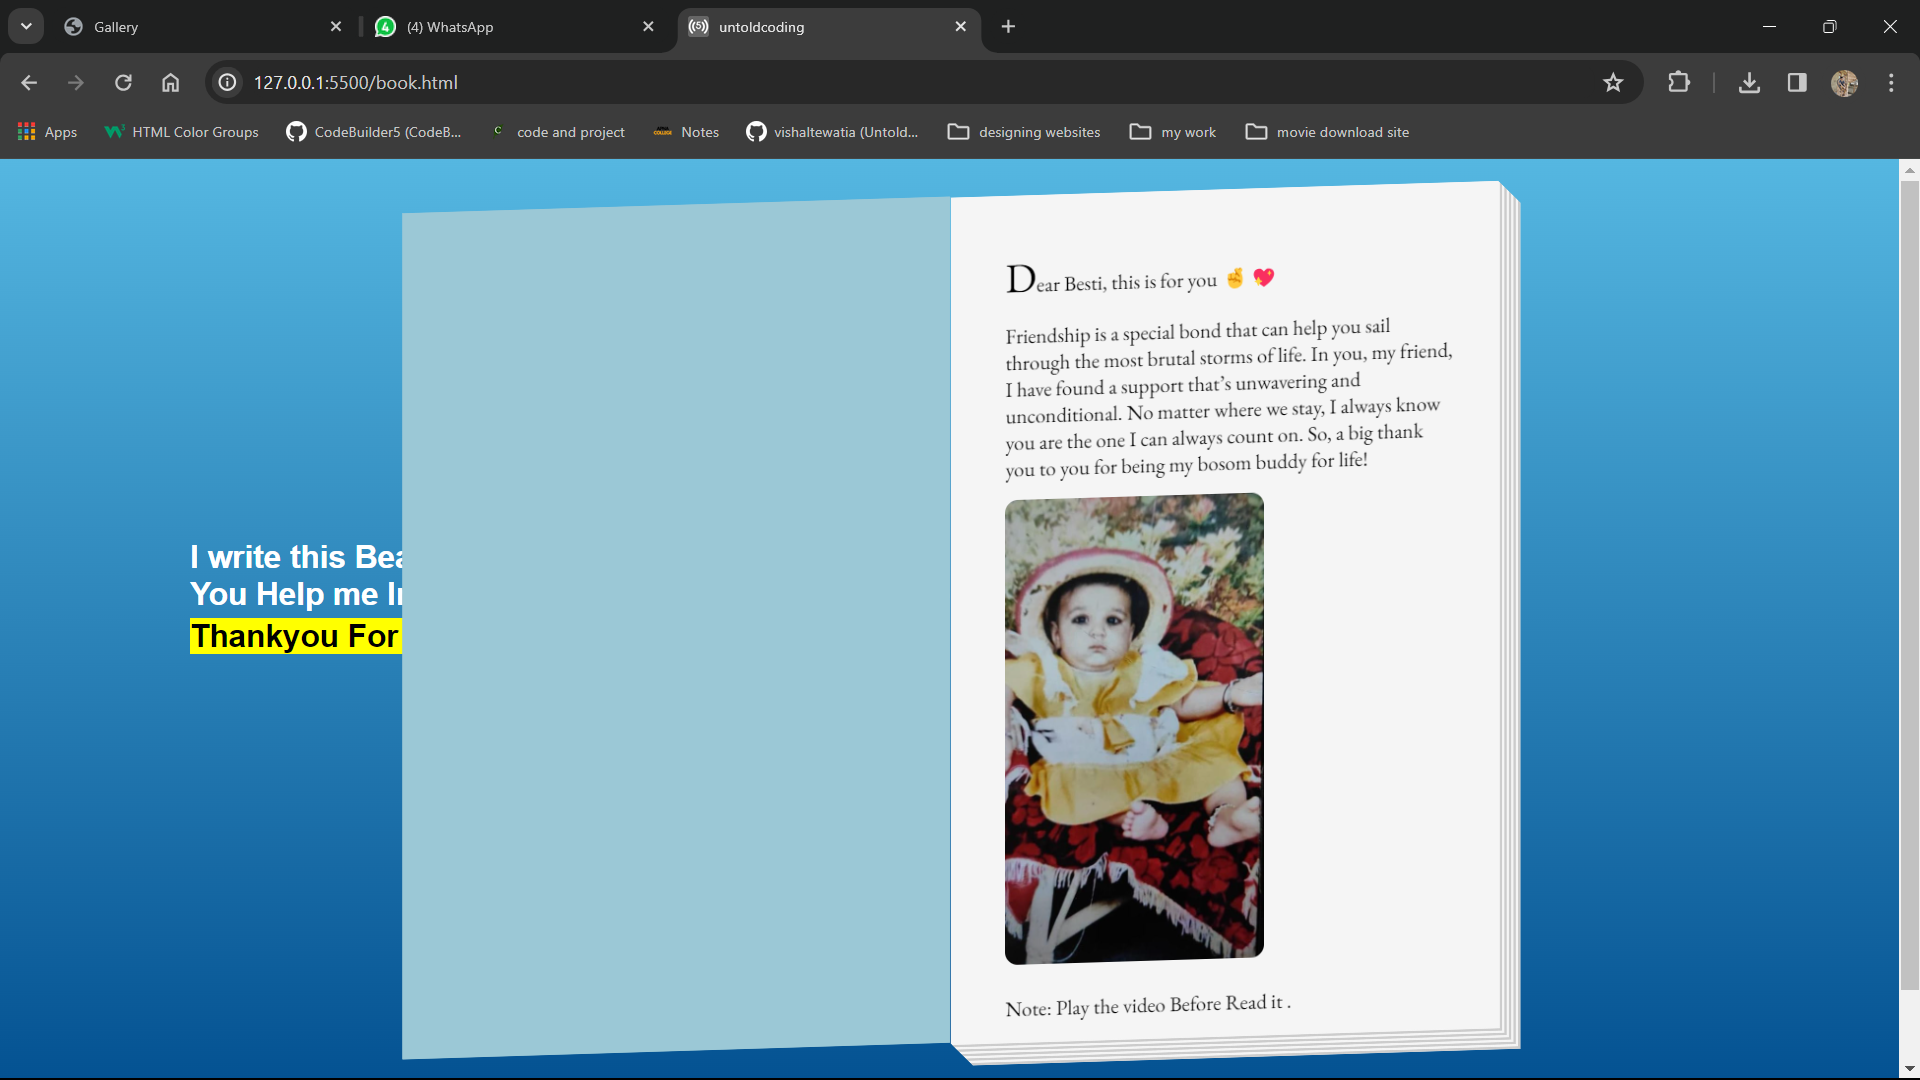 Gallery
(4) WhatsApp
untoldcoding
127.0.0.1:5500/book.html
Apps
HTML Color Groups
CodeBuilder5 (CodeB...
code and project
Notes
vishaltewatia (Untold...
designing websites
my work
movie download site
Dear Besti, this is for you 🤞 💖
Friendship is a special bond that can help you sail
through the most brutal storms of life. In you, my friend,
I have found a support that’s unwavering and
unconditional. No matter where we stay, I always know
you are the one I can always count on. So, a big thank
you to you for being my bosom buddy for life!
Note: Play the video Before Read it .
I write this
You Help me
Thankyou For